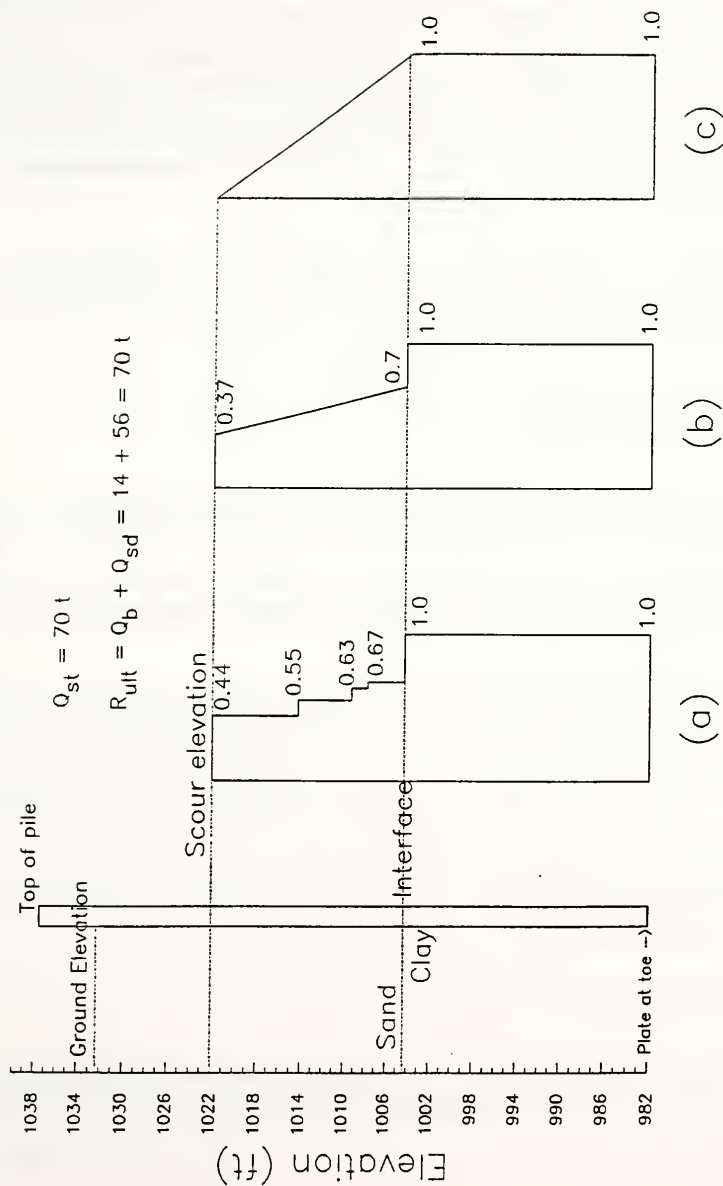 Elevation (ft)
1038
1034
1030
1026
1022
1018
1014
1010
1006
1002
998
994
990
986
982
Top of pile
Ground Elevation
Scour elevation
Sand
Interface
Clay
Plate at toe ->
Q_st = 70 t
R_ult = Q_b + Q_sd = 14 + 56 = 70 t
0.44
0.55
0.63
0.67
1.0
1.0
(a)
0.37
0.7
1.0
1.0
(b)
1.0
1.0
(c)